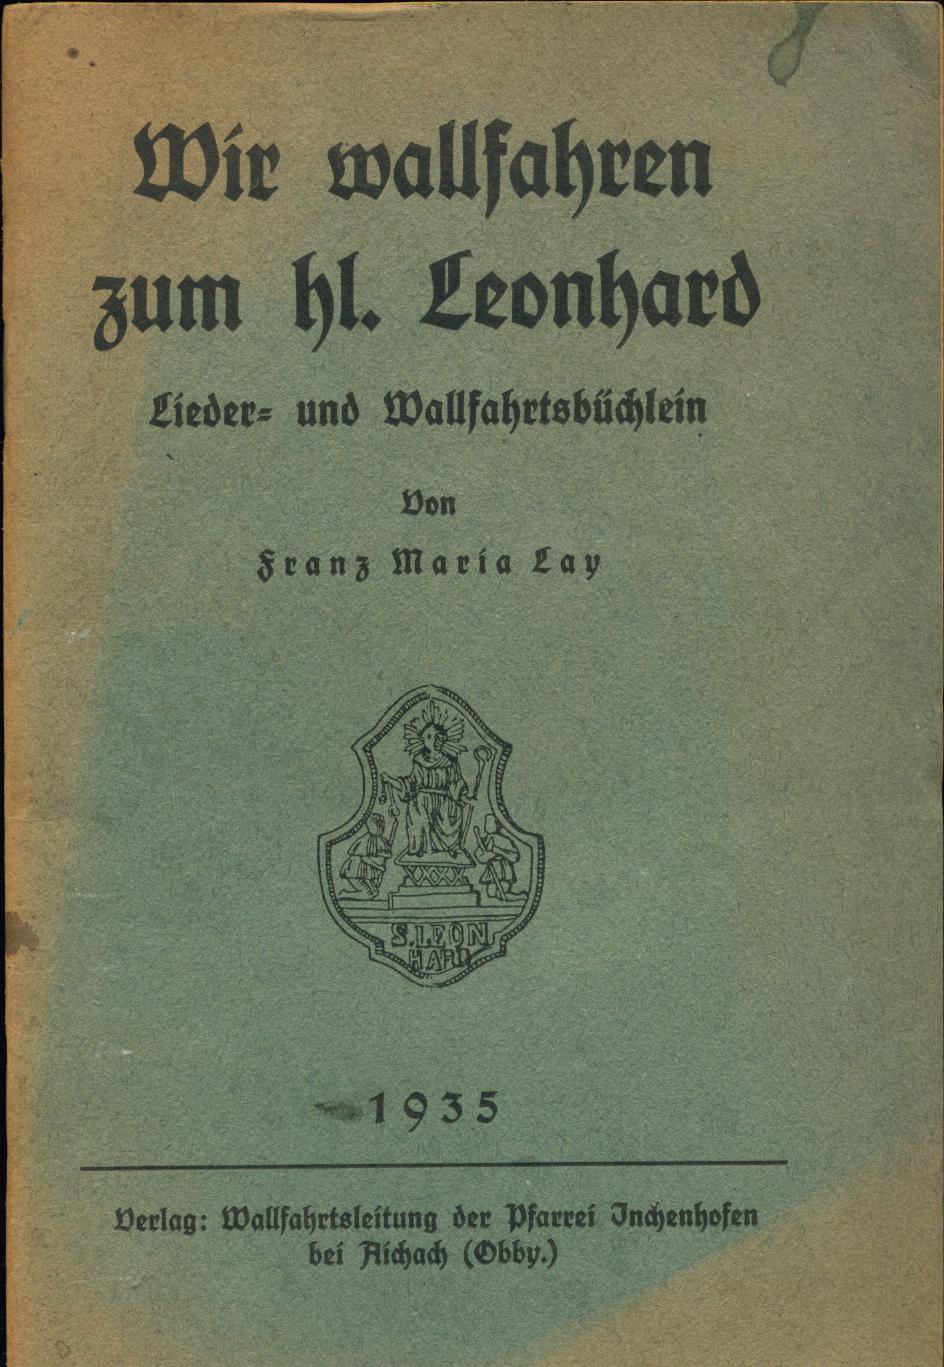 Wir wallfahren
zum hl. Leonhard
Lieder- und Wallfahrtsbüchlein
Von
Franz Maria Lay
S. LEON
HARD
1935
Verlag: Wallfahrtsleitung der Pfarrei Inchenhofen
bei Aichach (Obby.)